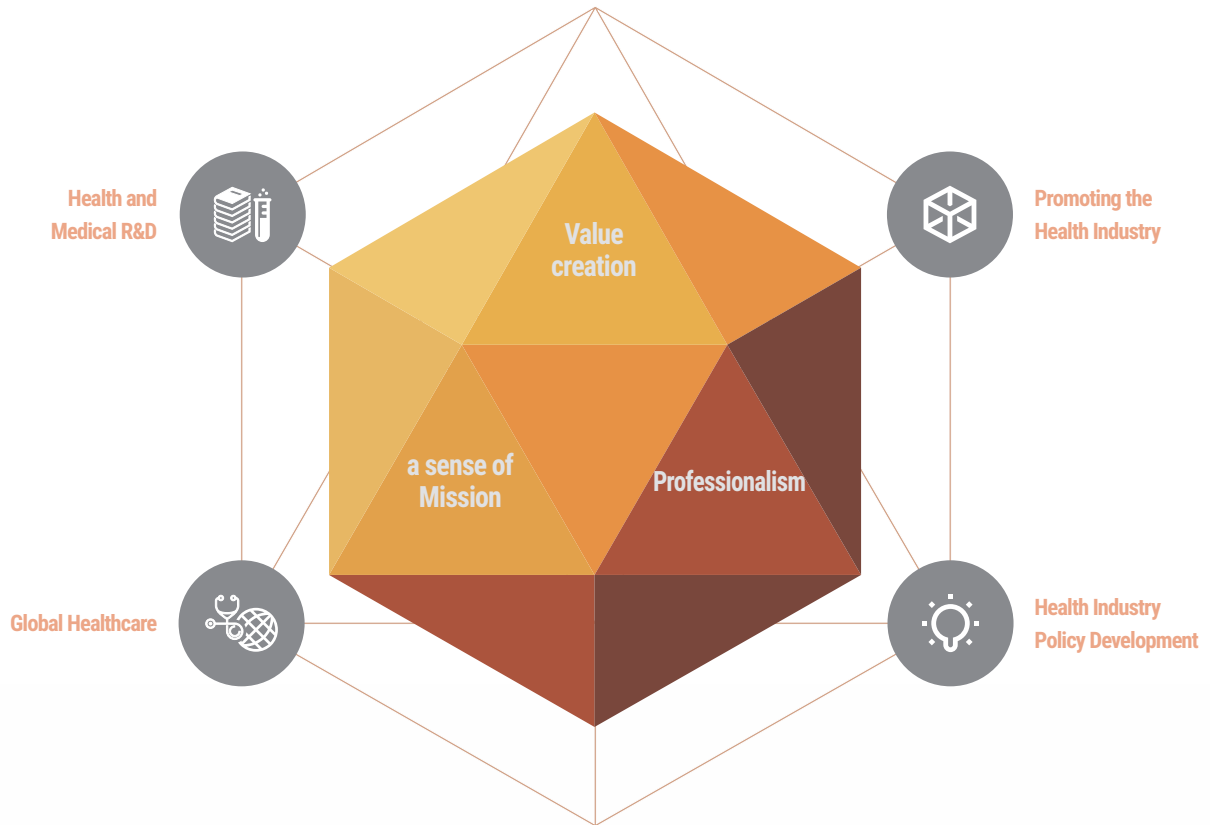 Health and
Medical R&D
Promoting the
Health Industry
Value
creation
a sense of
Mission
Professionalism
Global Healthcare
Health Industry
Policy Development